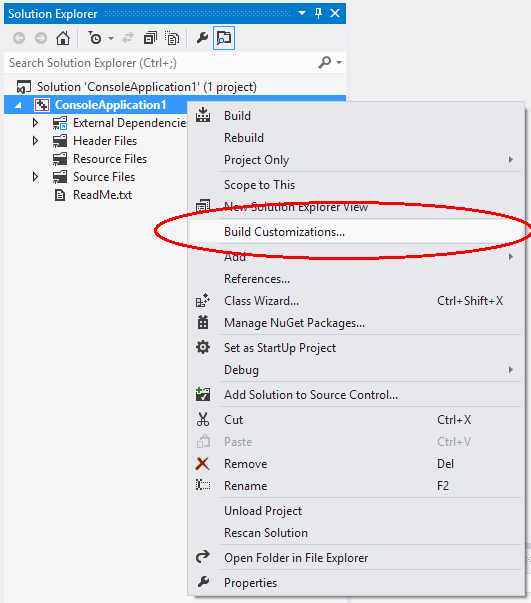 Solution Explorer
Search Solution Explorer (Ctrl+;)
Solution 'ConsoleApplication1' (1 project)
ConsoleApplication1
External Dependencie
Header Files
Resource Files
Source Files
ReadMe.txt
Build
Rebuild
Project Only
Scope to This
New Solution Explorer View
Build Customizations...
Add
References...
Class Wizard... Ctrl+Shift+X
Manage NuGet Packages...
Set as StartUp Project
Debug
Add Solution to Source Control...
Cut Ctrl+X
Paste Ctrl+V
Remove Del
Rename F2
Unload Project
Rescan Solution
Open Folder in File Explorer
Properties